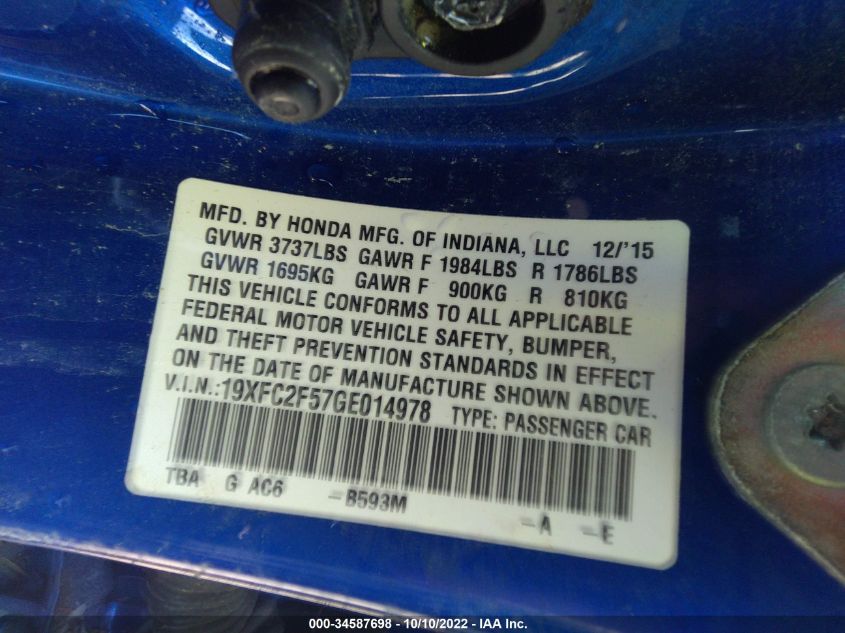 MFD. BY HONDA MFG. OF INDIANA, LLC 12/'15
GVWR 3737LBS GAWR F 1984LBS R 1786LBS
GVWR 1695KG GAWR F 900KG R 810KG
THIS VEHICLE CONFORMS TO ALL APPLICABLE
FEDERAL MOTOR VEHICLE SAFETY, BUMPER,
AND THEFT PREVENTION STANDARDS IN EFFECT
ON THE DATE OF MANUFACTURE SHOWN ABOVE.
V.I.N.:19XFC2F57GE014978 TYPE: PASSENGER CAR
TBA G AC6 -B593M -A -E
000-34587698 - 10/10/2022 - IAA Inc.